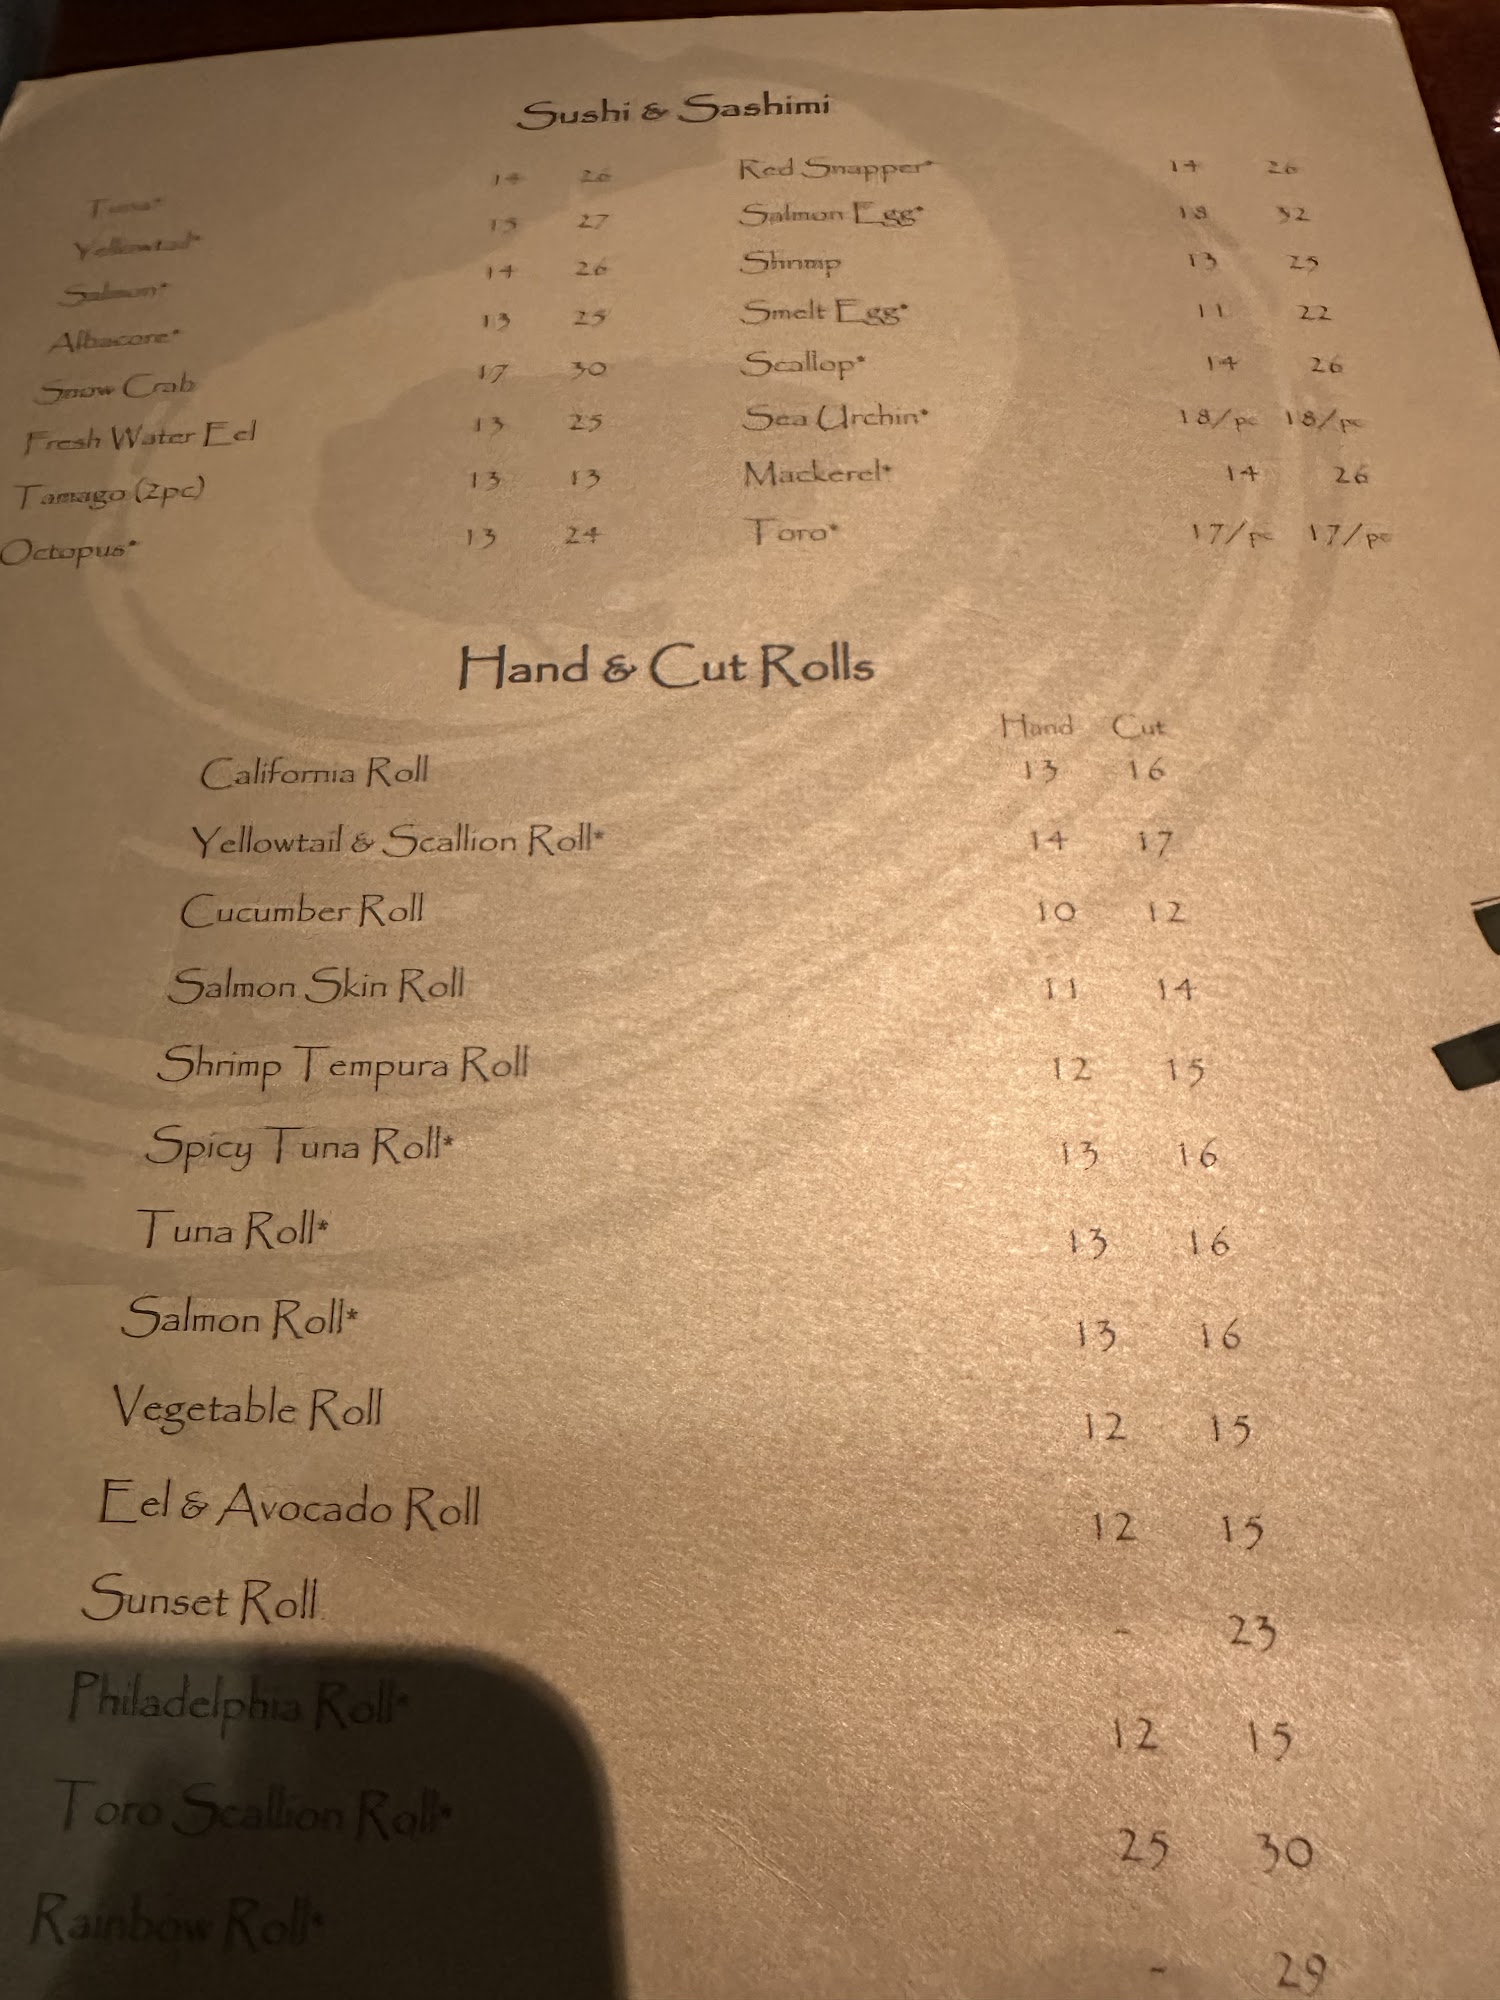 Sushi & Sashimi
Tuna* 14 26 Red Snapper* 14 26
Yellowtail* 15 27 Salmon Egg* 18 32
Salmon* 14 26 Shrimp 13 25
Albacore* 13 25 Smelt Egg* 11 22
Snow Crab 17 30 Scallop* 14 26
Fresh Water Eel 13 25 Sea Urchin* 18/pc 18/pc
Tamago (2pc) 13 13 Mackerel* 14 26
Octopus* 13 24 Toro* 17/pc 17/pc
Hand & Cut Rolls
Hand Cut
California Roll 13 16
Yellowtail & Scallion Roll* 14 17
Cucumber Roll 10 12
Salmon Skin Roll 11 14
Shrimp Tempura Roll 12 15
Spicy Tuna Roll* 13 16
Tuna Roll* 13 16
Salmon Roll* 13 16
Vegetable Roll 12 15
Eel & Avocado Roll 12 15
Sunset Roll - 23
Philadelphia Roll* 12 15
Toro Scallion Roll* 25 30
Rainbow Roll* - 29